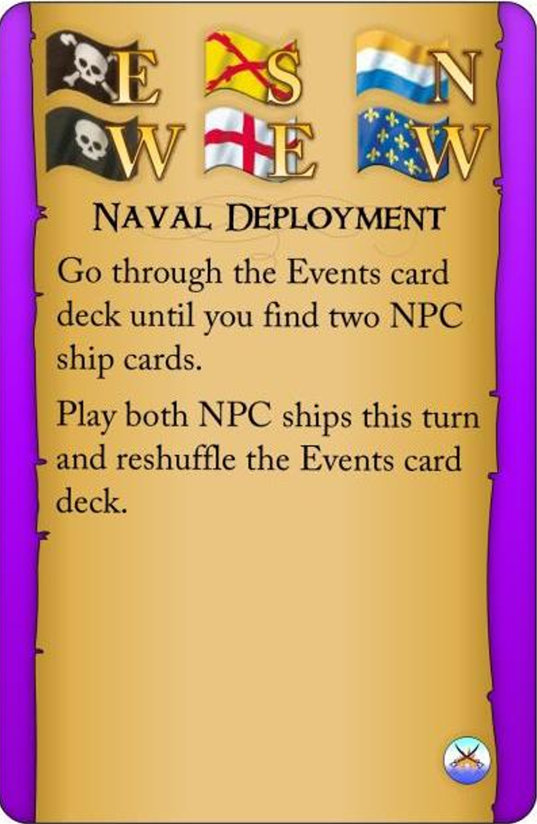 E S N
W E W
Naval Deployment
Go through the Events card
deck until you find two NPC
ship cards.
Play both NPC ships this turn
and reshuffle the Events card
deck.